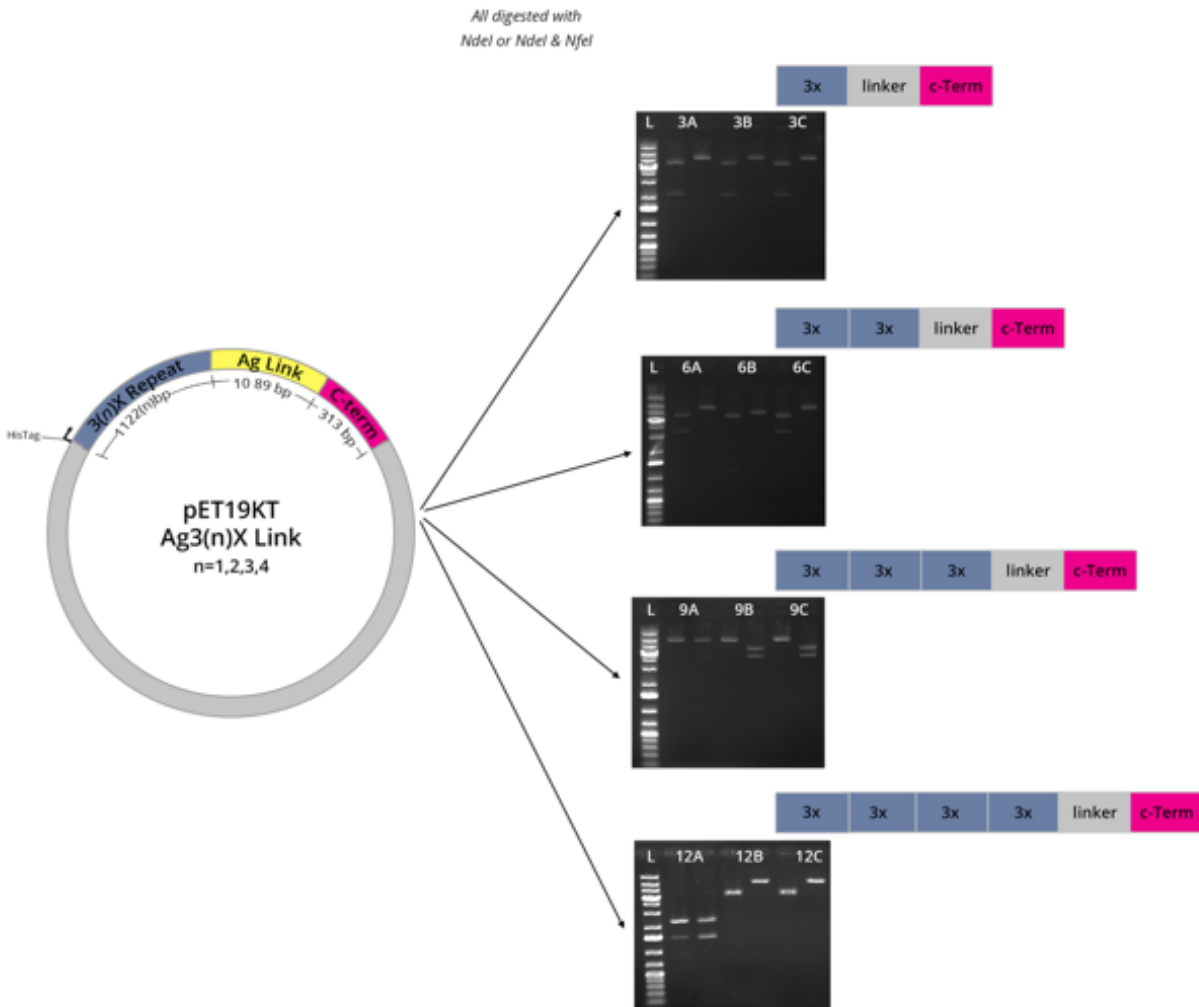 All digested with
NdeI or NdeI & NfeI
3x linker c-Term
L 3A 3B 3C
3x 3x linker c-Term
L 6A 6B 6C
3(n)X Repeat
Ag Link
C-term
1122(n)bp
10 89 bp
313 bp
HisTag
pET19KT
Ag3(n)X Link
n=1,2,3,4
3x 3x 3x linker c-Term
L 9A 9B 9C
3x 3x 3x 3x linker c-Term
L 12A 12B 12C